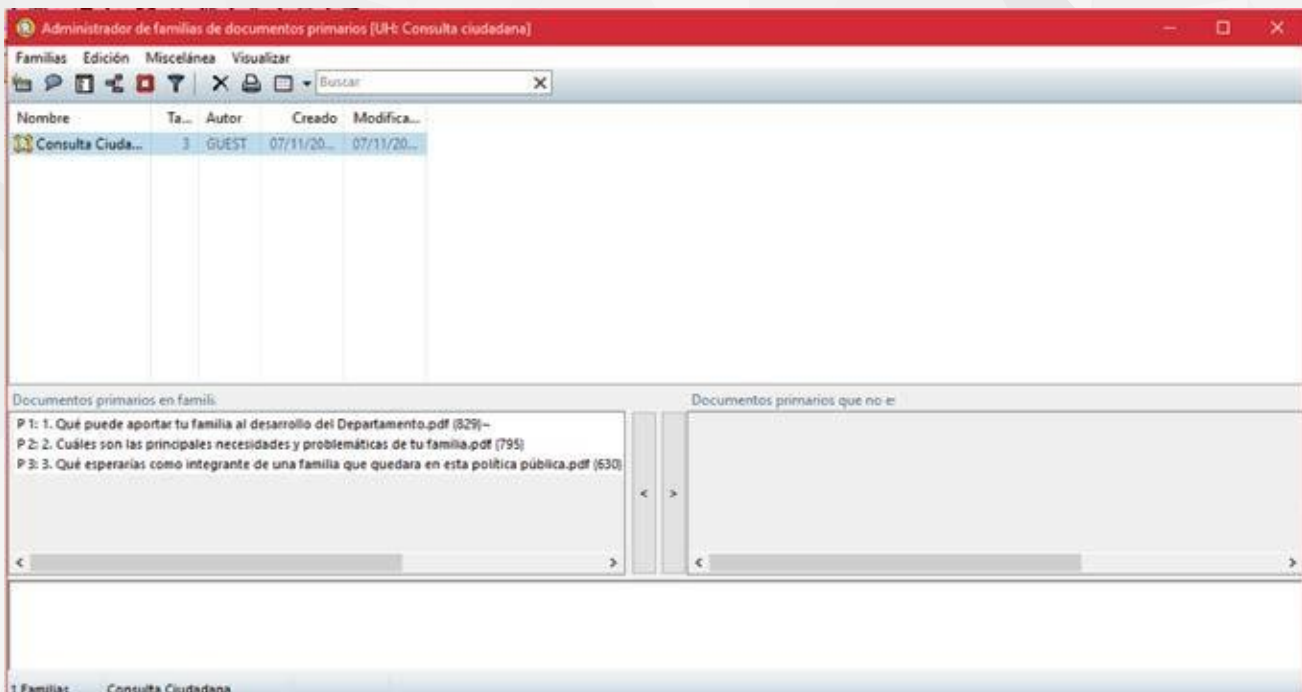 Administrador de familias de documentos primarios [UH: Consulta ciudadana]
Familias Edición Miscelánea Visualizar
Buscar
Nombre Ta... Autor Creado Modifica...
Consulta Ciuda... 3 GUEST 07/11/20... 07/11/20...
Documentos primarios en famili Documentos primarios que no e
P 1: 1. Qué puede aportar tu familia al desarrollo del Departamento.pdf (829)~
P 2: 2. Cuáles son las principales necesidades y problemáticas de tu familia.pdf (795)
P 3: 3. Qué esperarías como integrante de una familia que quedara en esta política pública.pdf (630)
< >
1 Familias Consulta Ciudadana